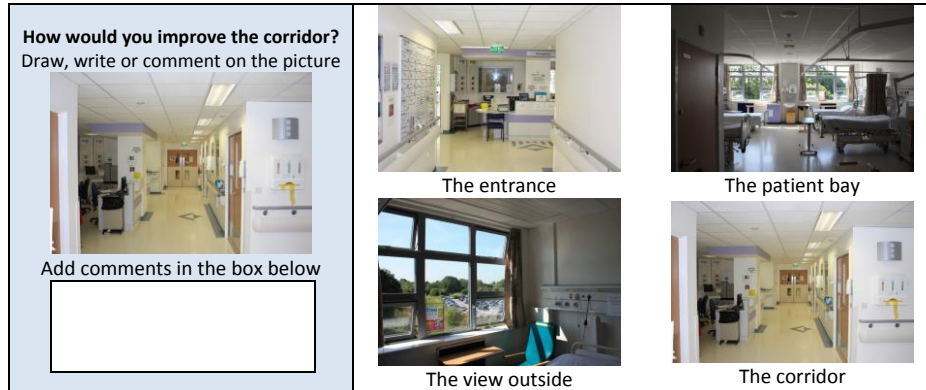 How would you improve the corridor?
Draw, write or comment on the picture
Add comments in the box below
The entrance
The patient bay
The view outside
The corridor